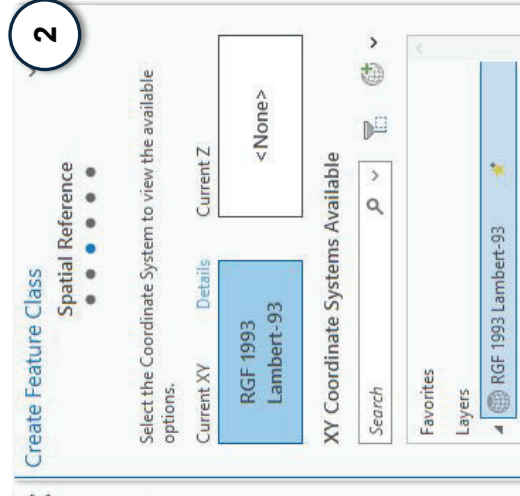 2
Create Feature Class
Spatial Reference
Select the Coordinate System to view the available
options.
Current XY Details Current Z
RGF 1993
Lambert-93
<None>
XY Coordinate Systems Available
Search
Favorites
Layers
RGF 1993 Lambert-93